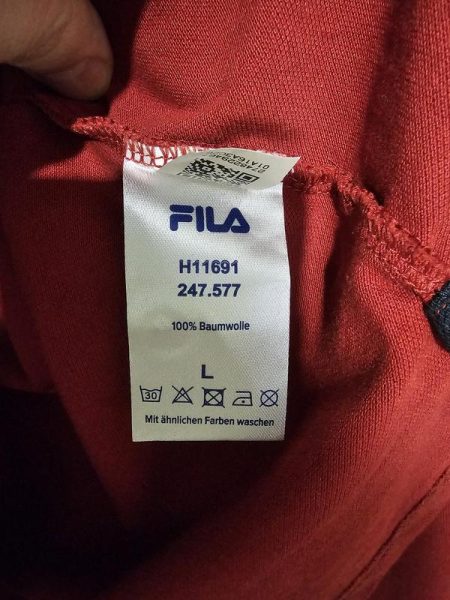 FILA
H11691
247.577
100% Baumwolle
L
30
Mit ähnlichen Farben waschen